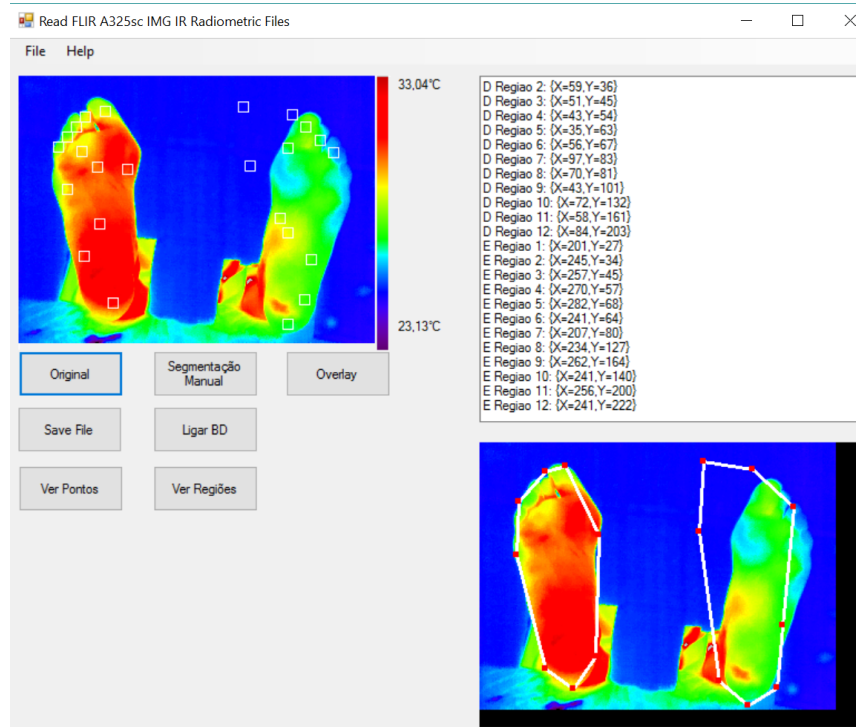 Read FLIR A325sc IMG IR Radiometric Files
File Help
33,04°C
23,13°C
Original
Segmentação
Manual
Overlay
Save File
Ligar BD
Ver Pontos
Ver Regiões
D Regiao 2: {X=59,Y=36}
D Regiao 3: {X=51,Y=45}
D Regiao 4: {X=43,Y=54}
D Regiao 5: {X=35,Y=63}
D Regiao 6: {X=56,Y=67}
D Regiao 7: {X=97,Y=83}
D Regiao 8: {X=70,Y=81}
D Regiao 9: {X=43,Y=101}
D Regiao 10: {X=72,Y=132}
D Regiao 11: {X=58,Y=161}
D Regiao 12: {X=84,Y=203}
E Regiao 1: {X=201,Y=27}
E Regiao 2: {X=245,Y=34}
E Regiao 3: {X=257,Y=45}
E Regiao 4: {X=270,Y=57}
E Regiao 5: {X=282,Y=68}
E Regiao 6: {X=241,Y=64}
E Regiao 7: {X=207,Y=80}
E Regiao 8: {X=234,Y=127}
E Regiao 9: {X=262,Y=164}
E Regiao 10: {X=241,Y=140}
E Regiao 11: {X=256,Y=200}
E Regiao 12: {X=241,Y=222}